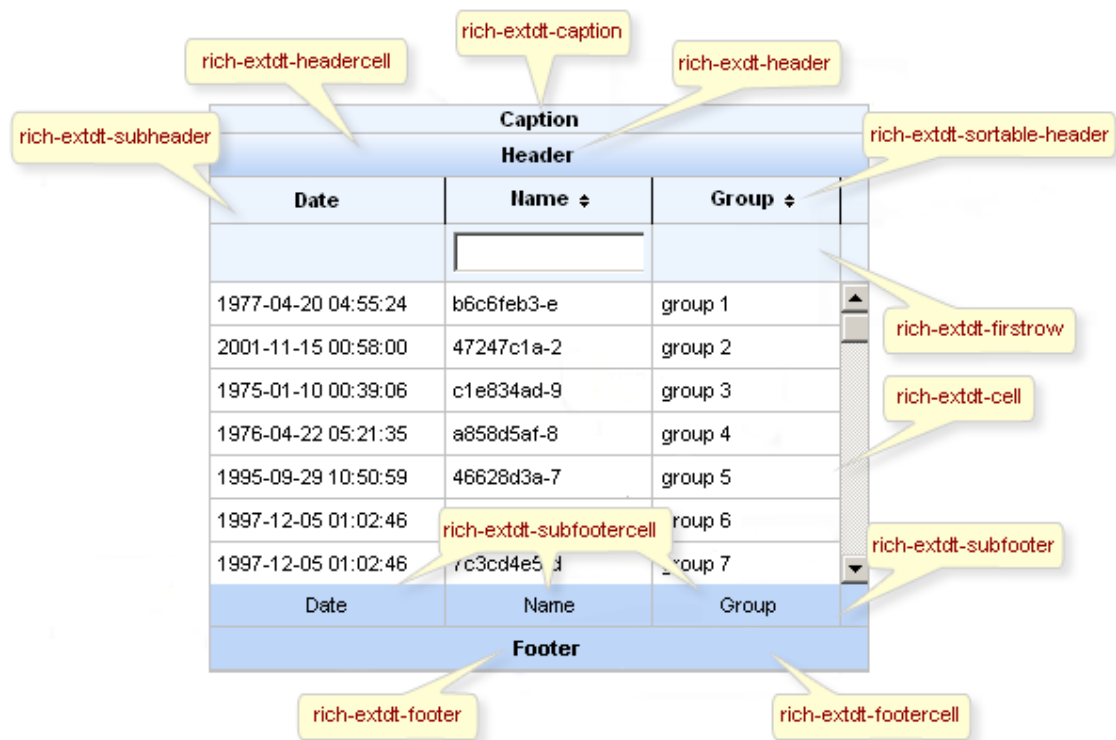 rich-extdt-caption
rich-extdt-headercell
rich-exdt-header
Caption
rich-extdt-subheader
rich-extdt-sortable-header
Header
Date Name Group
1977-04-20 04:55:24 b6c6feb3-e group 1
rich-extdt-firstrow
2001-11-15 00:58:00 47247c1a-2 group 2
1975-01-10 00:39:06 c1e834ad-9 group 3
rich-extdt-cell
1976-04-22 05:21:35 a858d5af-8 group 4
1995-09-29 10:50:59 46628d3a-7 group 5
1997-12-05 01:02:46 group 6
rich-extdt-subfootercell
rich-extdt-subfooter
1997-12-05 01:02:46 group 7
Date Name Group
Footer
rich-extdt-footer
rich-extdt-footercell